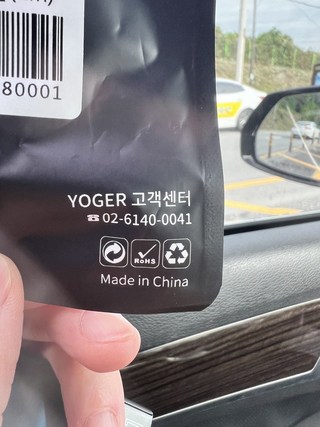 80001
YOGER 고객센터
☎ 02-6140-0041
RoHS
Made in China